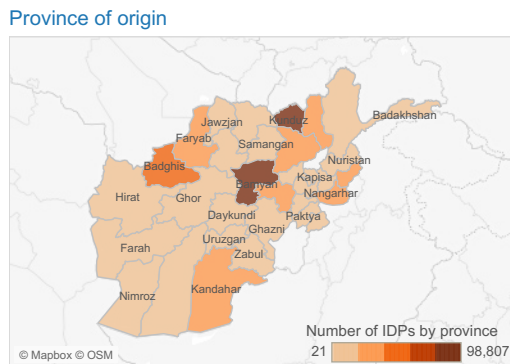 Province of origin
Kunduz
Jawzjan
Badakhshan
Faryab
Samangan
Badghis
Nuristan
Bamyan
Kapisa
Hirat
Ghor
Nangarhar
Daykundi
Paktya
Ghazni
Farah
Uruzgan
Zabul
Nimroz
Kandahar
Number of IDPs by province
21 98,807
© Mapbox © OSM